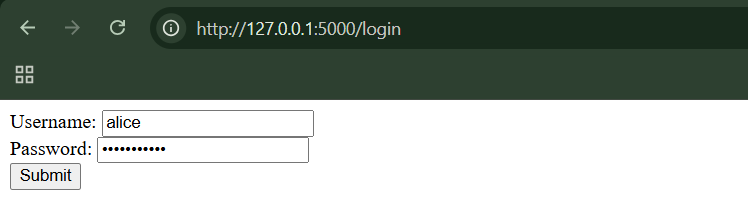 http://127.0.0.1:5000/login
Username: alice
Password: •••••••••••
Submit